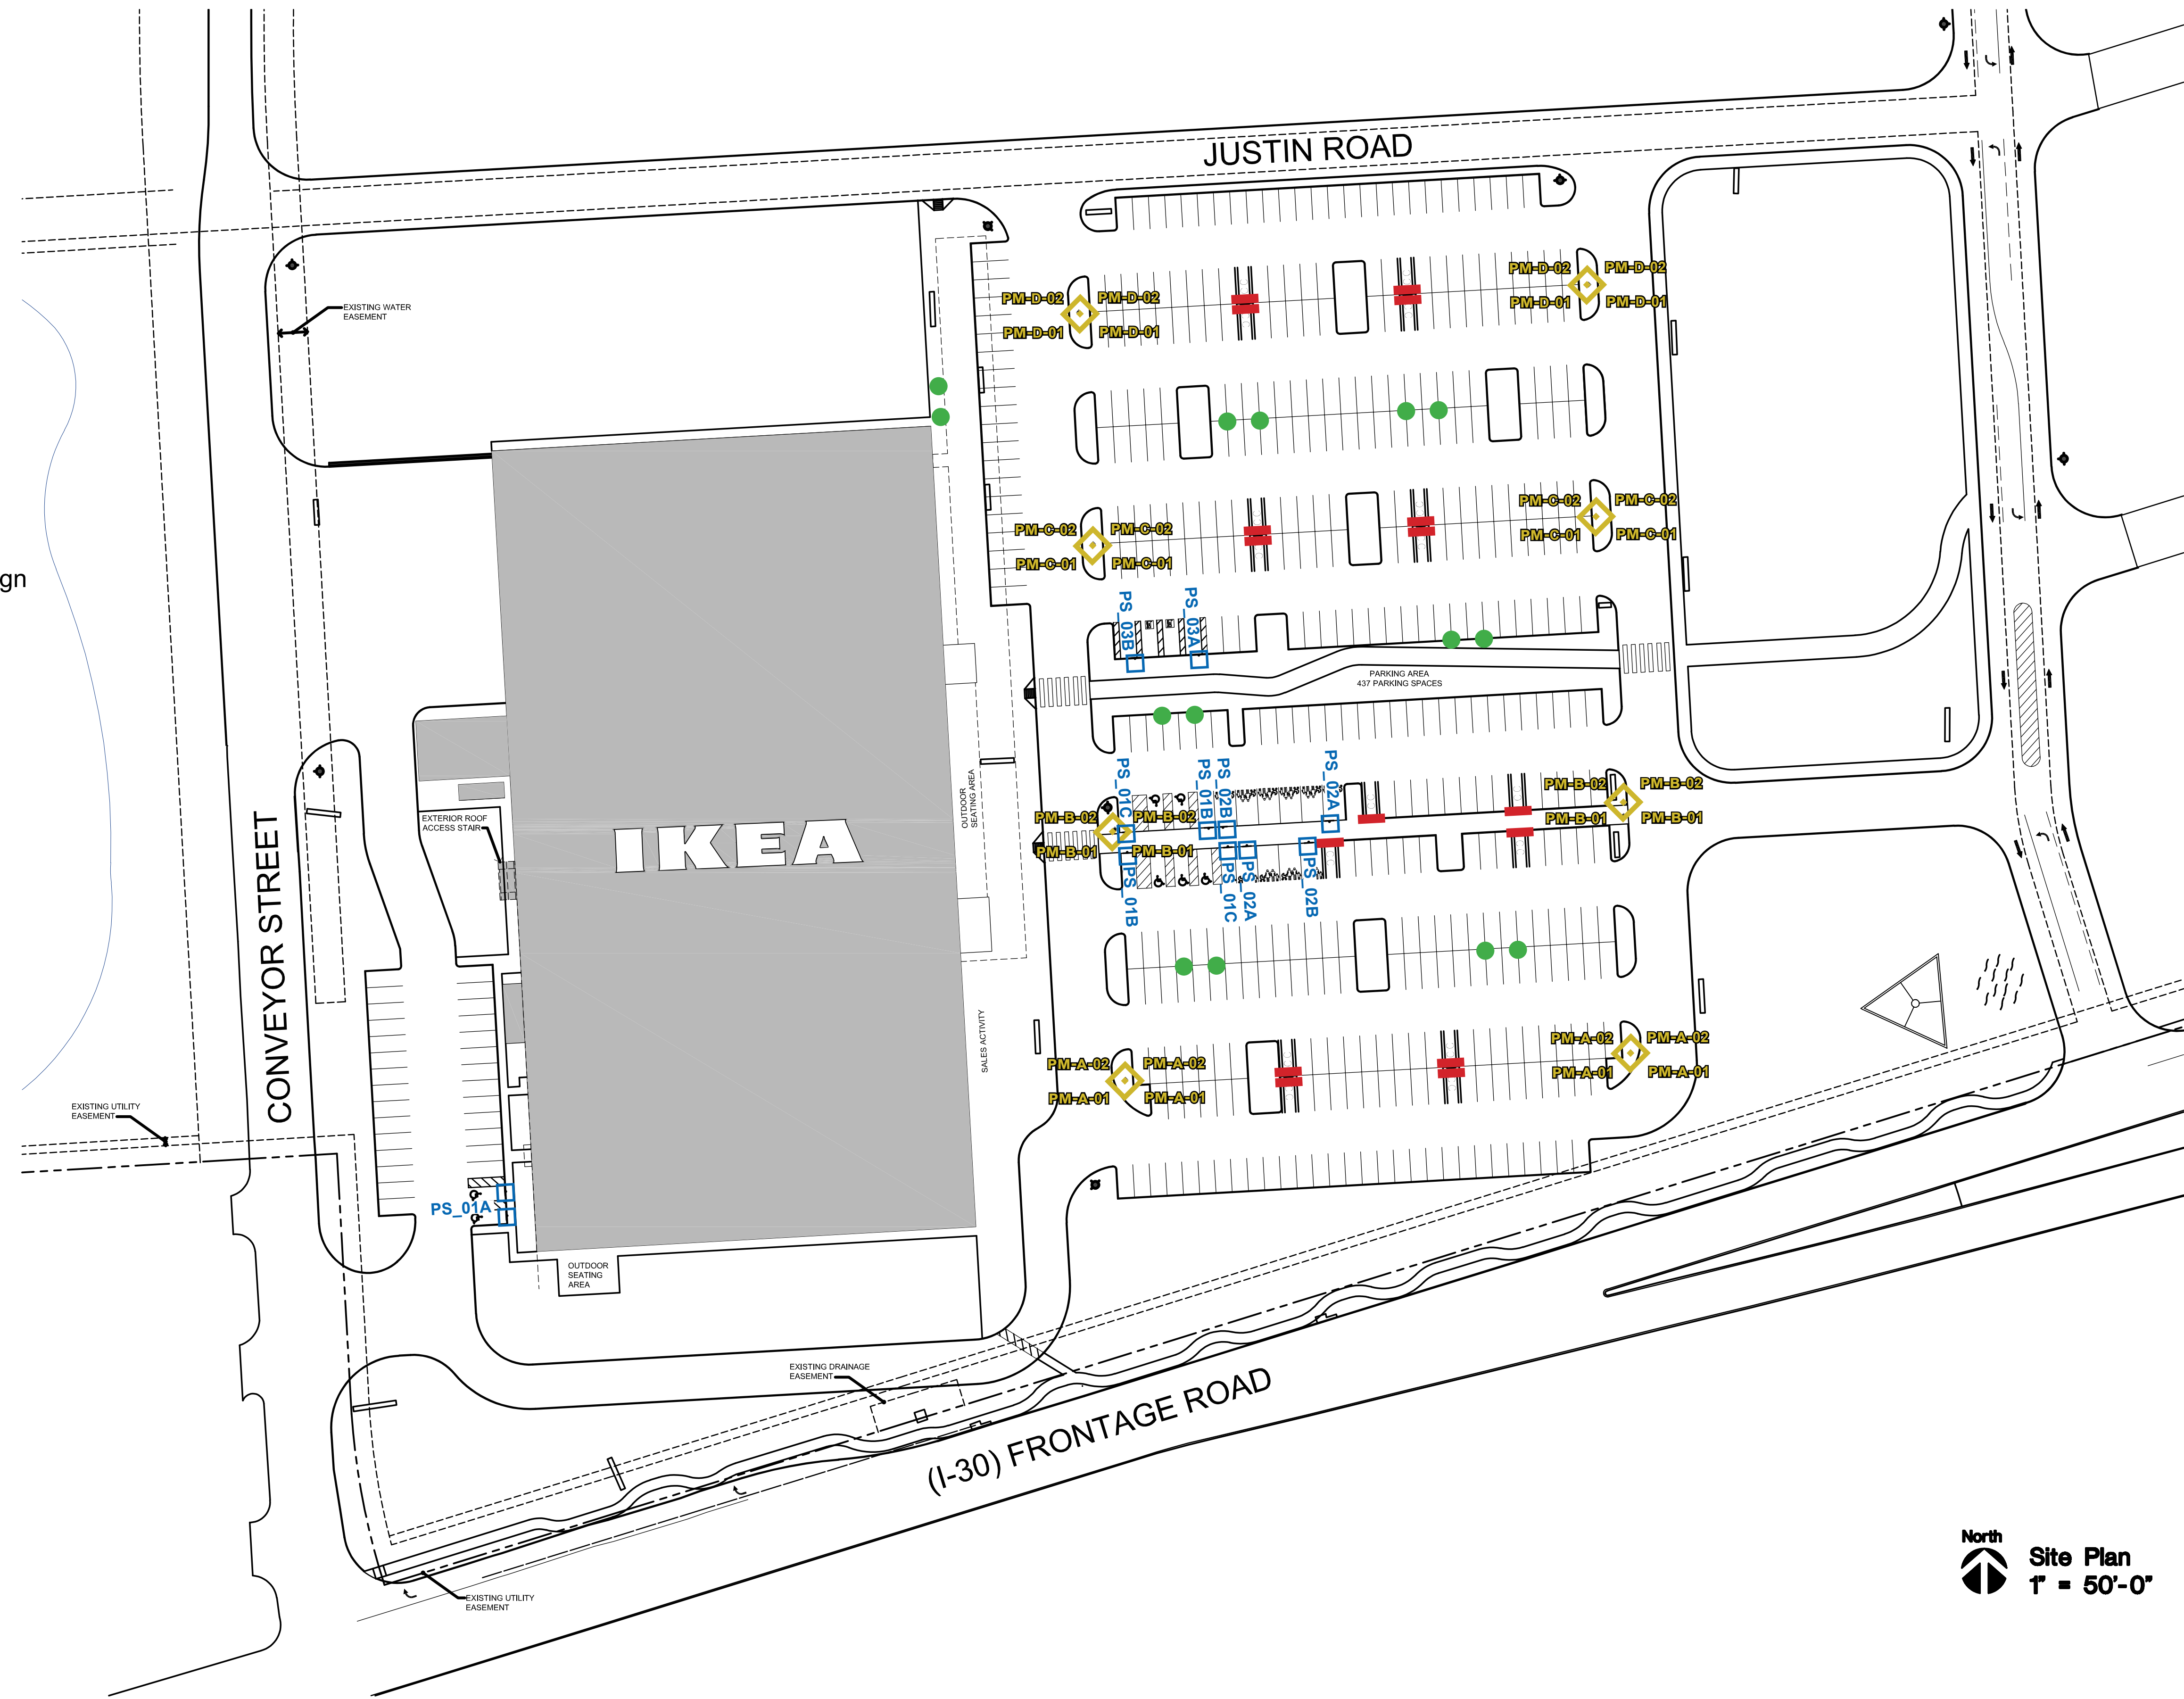 JUSTIN ROAD
EXISTING WATER
EASEMENT
PM-D-02 PM-D-02
PM-D-01 PM-D-01
PM-D-02 PM-D-02
PM-D-01 PM-D-01
PM-C-02 PM-C-02
PM-C-01 PM-C-01
PM-C-02 PM-C-02
PM-C-01 PM-C-01
gn
PS_03B
PS_03A
PARKING AREA
437 PARKING SPACES
PS_01C
PS_01B
PS_02B
PS_02A
PM-B-02 PM-B-02
PM-B-01 PM-B-01
PM-B-02 PM-B-02
PM-B-01 PM-B-01
PS_01B
PS_01C
PS_02A
PS_02B
OUTDOOR
SEATING AREA
EXTERIOR ROOF
ACCESS STAIR
IKEA
CONVEYOR STREET
SALES ACTIVITY
PM-A-02 PM-A-02
PM-A-01 PM-A-01
PM-A-02 PM-A-02
PM-A-01 PM-A-01
EXISTING UTILITY
EASEMENT
PS_01A
OUTDOOR
SEATING
AREA
EXISTING DRAINAGE
EASEMENT
(I-30) FRONTAGE ROAD
EXISTING UTILITY
EASEMENT
North
Site Plan
1" = 50'-0"